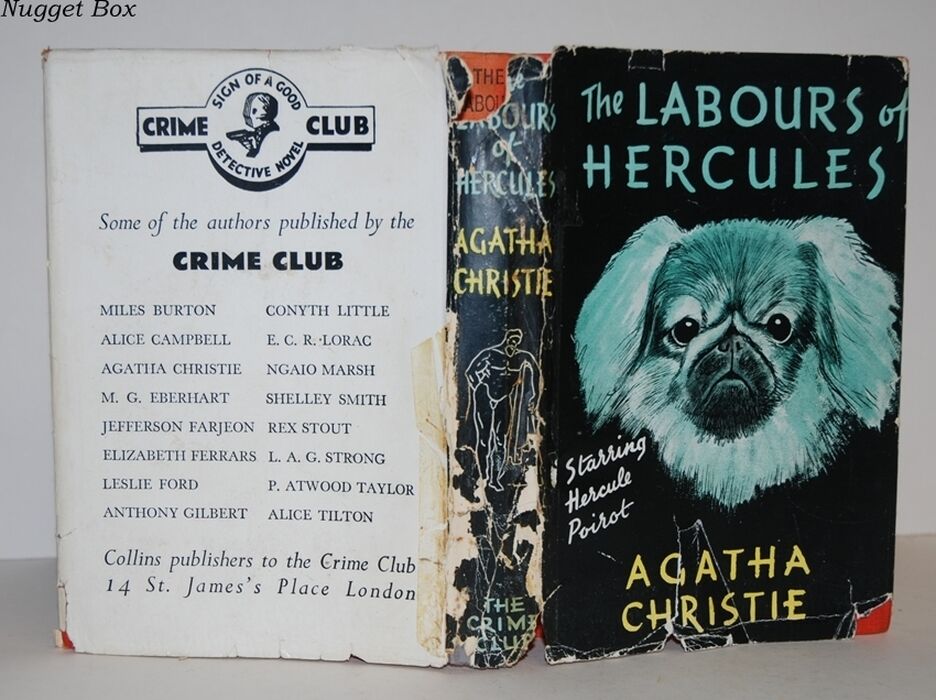 Nugget Box
SIGN OF A GOOD
CRIME CLUB
DETECTIVE NOVEL
Some of the authors published by the
CRIME CLUB
MILES BURTON
ALICE CAMPBELL
AGATHA CHRISTIE
M. G. EBERHART
JEFFERSON FARJEON
ELIZABETH FERRARS
LESLIE FORD
ANTHONY GILBERT
CONYTH LITTLE
E. C. R. LORAC
NGAIO MARSH
SHELLEY SMITH
REX STOUT
L. A. G. STRONG
P. ATWOOD TAYLOR
ALICE TILTON
Collins publishers to the Crime Club
14 St. James's Place London
THE
LABOURS
of
HERCULES
AGATHA
CHRISTIE
THE
CRIME
CLUB
The LABOURS of
HERCULES
Starring
Hercule
Poirot
AGATHA
CHRISTIE